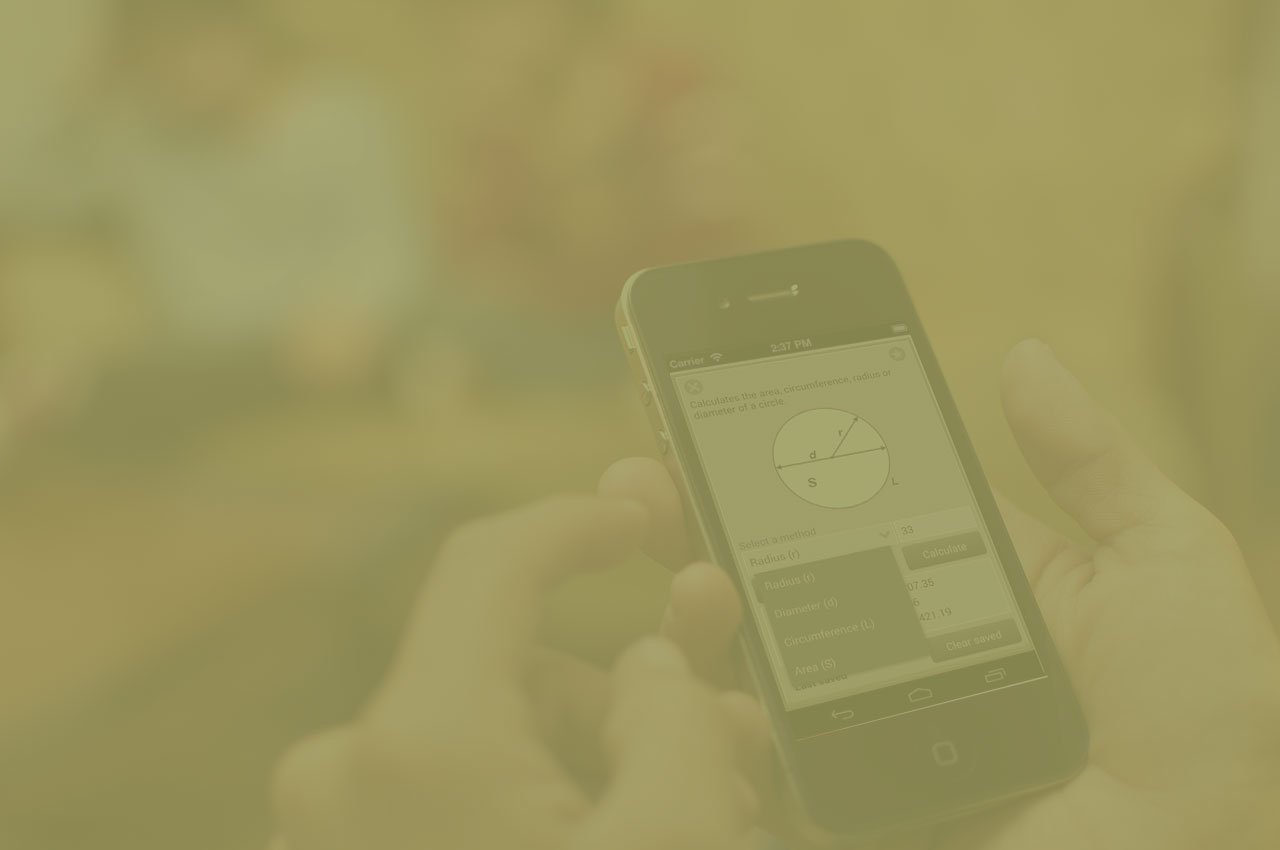 Carrier 2:37 PM
Calculates the area, circumference, radius or
diameter of a circle.
r
d
S
L
Select a method
Radius (r)
33
Calculate
Radius (r)
Diameter (d)
Circumference (L)
Area (S)
07.35
6
421.19
Clear saved
Last saved